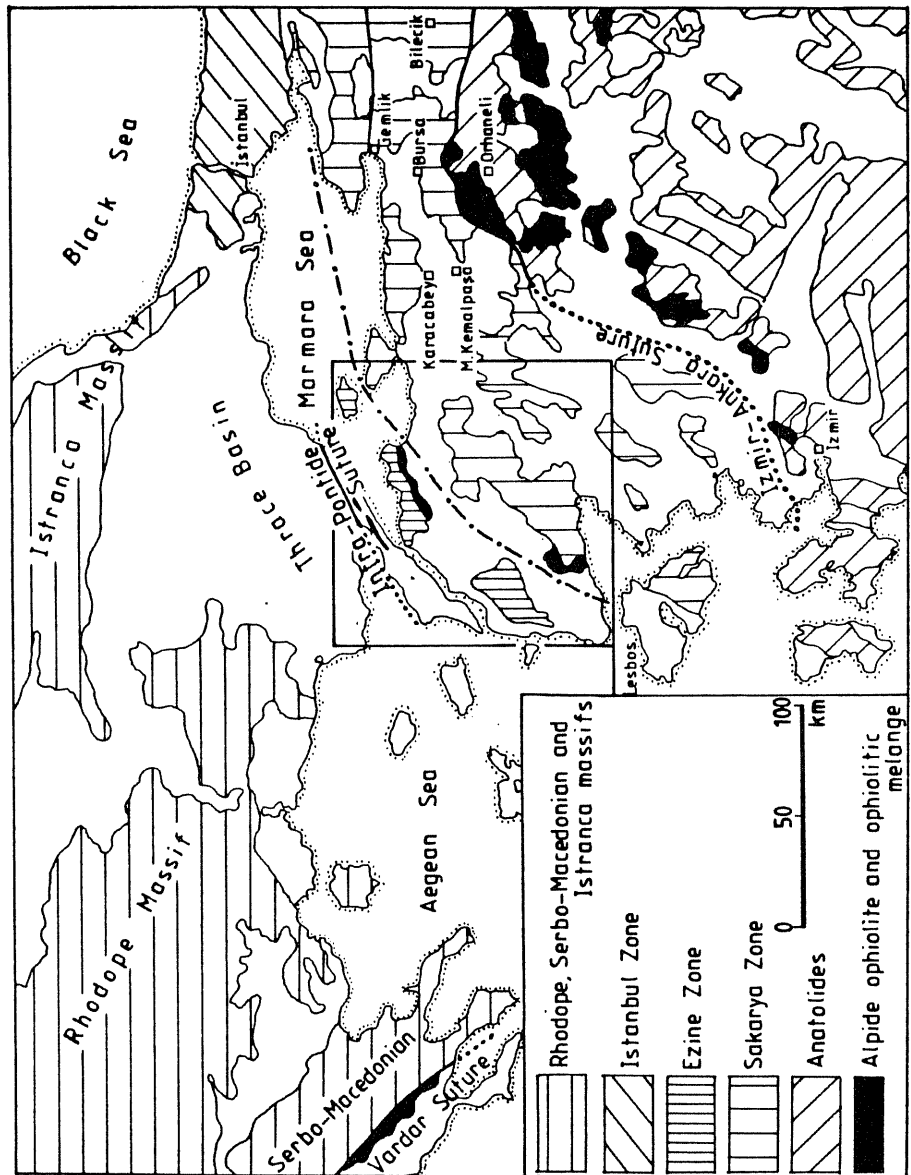 Black Sea
Istanbul
Istranca Massif
Marmara Sea
Thrace Basin
Rhodope Massif
Intra-Pontide
Suture
Gemlik
Bilecik
Bursa
Orhaneli
Karacabey
M.Kemalpaşa
Izmir-Ankara
Suture
Izmir
Lesbos
Aegean Sea
Serbo-Macedonian
Vardar Suture
Rhodope, Serbo-Macedonian and
Istranca massifs
Istanbul Zone
Ezine Zone
Sakarya Zone
Anatolides
Alpide ophiolite and ophiolitic
melange
0 50 100
km